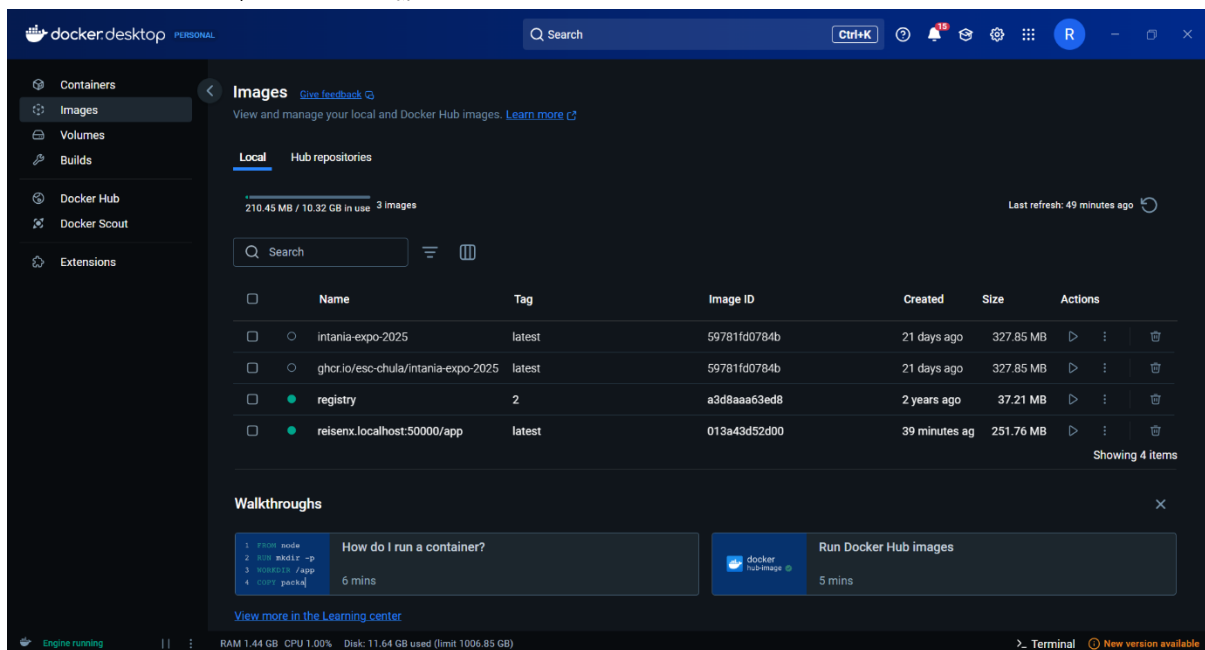 docker.desktop PERSONAL
Search
Ctrl+K
15
R
Containers
Images
Volumes
Builds
Docker Hub
Docker Scout
Extensions
Images Give feedback
View and manage your local and Docker Hub images. Learn more
Local Hub repositories
210.45 MB / 10.32 GB in use 3 images
Last refresh: 49 minutes ago
Search
Name Tag Image ID Created Size Actions
intania-expo-2025 latest 59781fd0784b 21 days ago 327.85 MB
ghcr.io/esc-chula/intania-expo-2025 latest 59781fd0784b 21 days ago 327.85 MB
registry 2 a3d8aaa63ed8 2 years ago 37.21 MB
reisenx.localhost:50000/app latest 013a43d52d00 39 minutes ag 251.76 MB
Showing 4 items
Walkthroughs
1 FROM node
2 RUN mkdir -p
3 WORKDIR /app
4 COPY packa
How do I run a container?
6 mins
docker
hub-image
Run Docker Hub images
5 mins
View more in the Learning center
Engine running
RAM 1.44 GB CPU 1.00% Disk: 11.64 GB used (limit 1006.85 GB)
>_ Terminal
New version available